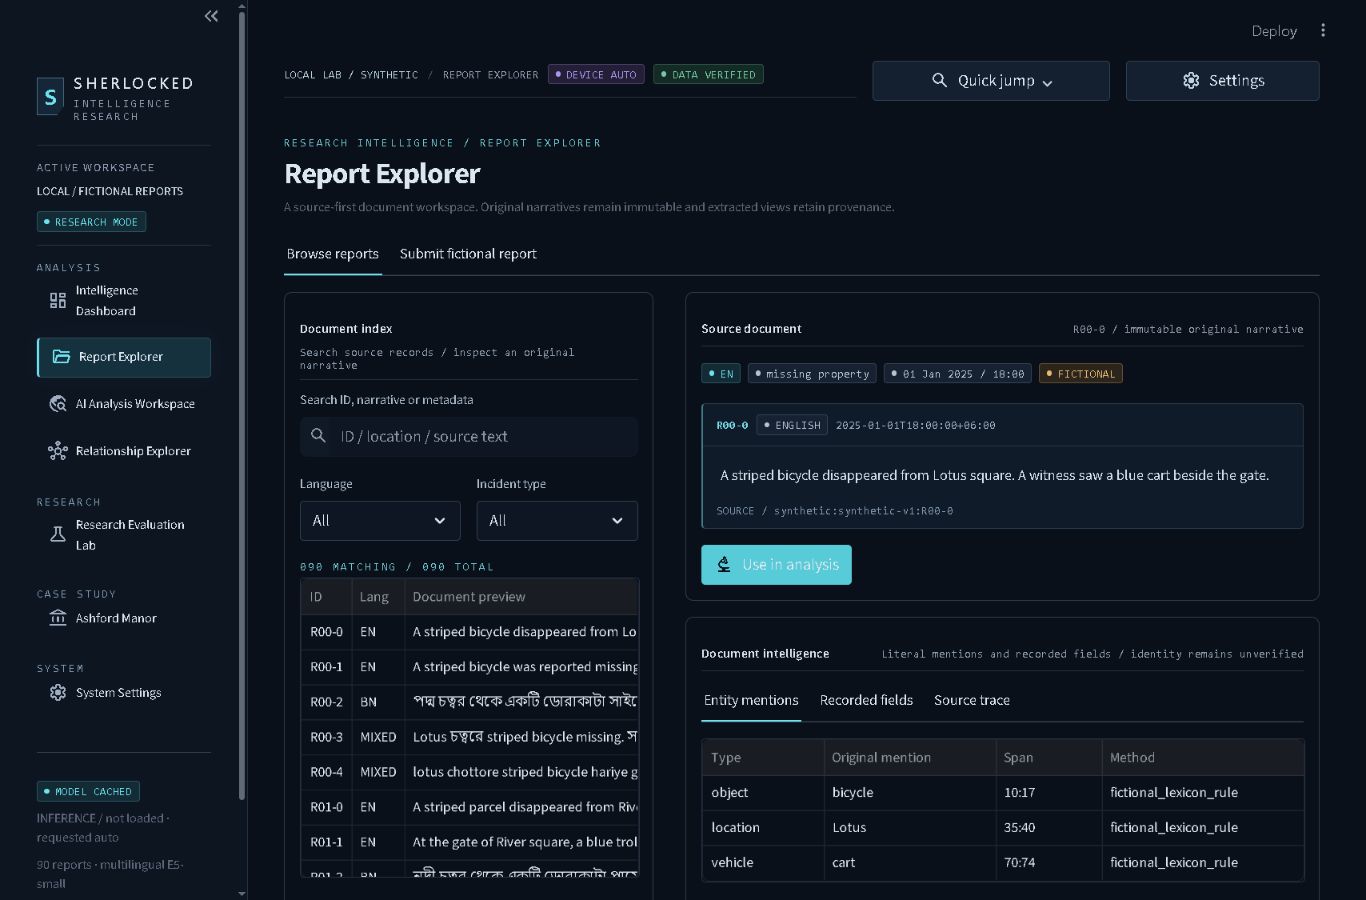 Deploy
S
SHERLOCKED
INTELLIGENCE
RESEARCH
ACTIVE WORKSPACE
LOCAL / FICTIONAL REPORTS
RESEARCH MODE
ANALYSIS
Intelligence
Dashboard
Report Explorer
AI Analysis Workspace
Relationship Explorer
RESEARCH
Research Evaluation
Lab
CASE STUDY
Ashford Manor
SYSTEM
System Settings
MODEL CACHED
INFERENCE / not loaded ·
requested auto
90 reports · multilingual E5-
small
LOCAL LAB / SYNTHETIC / REPORT EXPLORER DEVICE AUTO DATA VERIFIED
Quick jump
Settings
RESEARCH INTELLIGENCE / REPORT EXPLORER
Report Explorer
A source-first document workspace. Original narratives remain immutable and extracted views retain provenance.
Browse reports Submit fictional report
Document index
Search source records / inspect an original
narrative
Search ID, narrative or metadata
ID / location / source text
Language Incident type
All All
090 MATCHING / 090 TOTAL
ID Lang Document preview
R00-0 EN A striped bicycle disappeared from Lo
R00-1 EN A striped bicycle was reported missing
R00-2 BN পদ্ম চত্বর থেকে একটি ডোরাকাটা সাইে
R00-3 MIXED Lotus চত্বরে striped bicycle missing. স
R00-4 MIXED lotus chottore striped bicycle hariye g
R01-0 EN A striped parcel disappeared from Rive
R01-1 EN At the gate of River square, a blue trol
R01-2 BN নদী চত্বর থেকে একটি ডোরাকাটা
Source document R00-0 / immutable original narrative
EN missing property 01 Jan 2025 / 18:00 FICTIONAL
R00-0 ENGLISH 2025-01-01T18:00:00+06:00
A striped bicycle disappeared from Lotus square. A witness saw a blue cart beside the gate.
SOURCE / synthetic:synthetic-v1:R00-0
Use in analysis
Document intelligence Literal mentions and recorded fields / identity remains unverified
Entity mentions Recorded fields Source trace
Type Original mention Span Method
object bicycle 10:17 fictional_lexicon_rule
location Lotus 35:40 fictional_lexicon_rule
vehicle cart 70:74 fictional_lexicon_rule